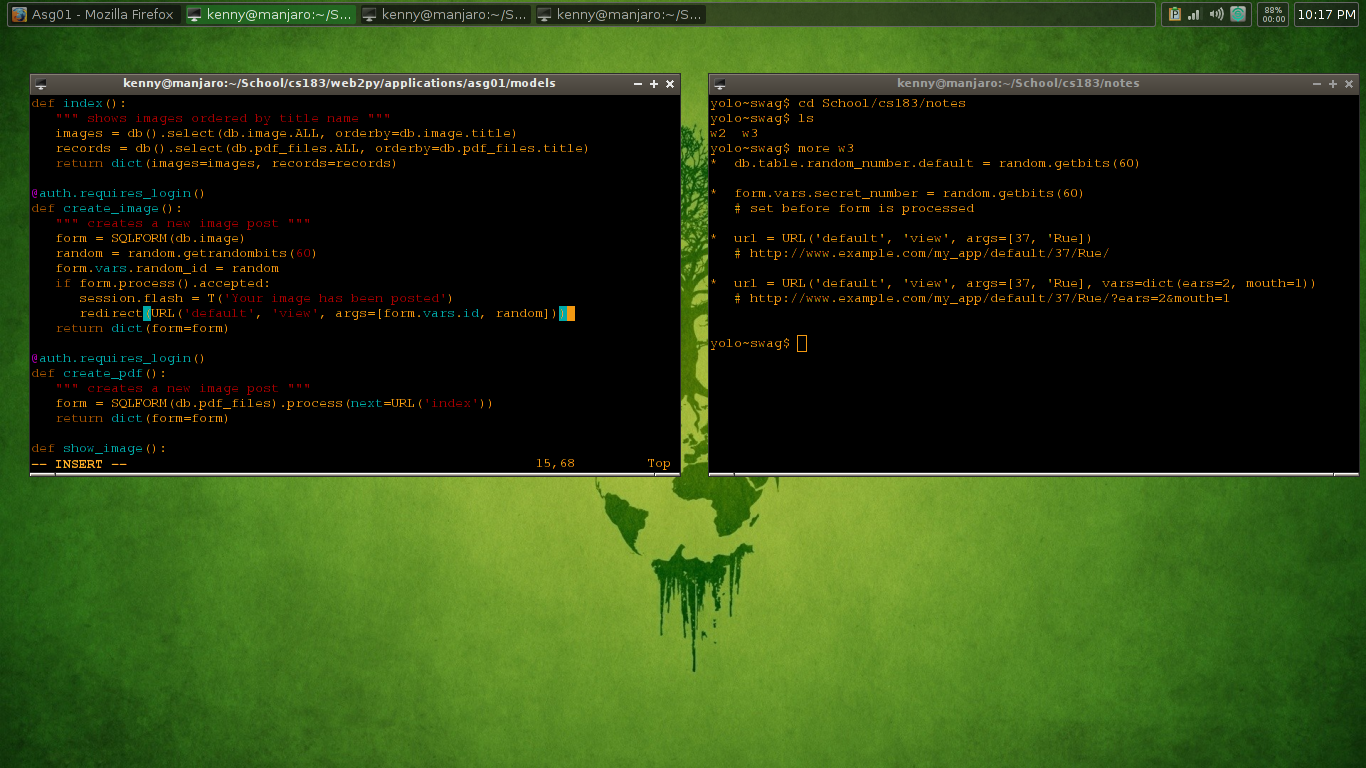 Asg01 - Mozilla Firefox
kenny@manjaro:~/S...
kenny@manjaro:~/S...
kenny@manjaro:~/S...
88%
00:00
10:17 PM
kenny@manjaro:~/School/cs183/web2py/applications/asg01/models
def index():
   """ shows images ordered by title name """
   images = db().select(db.image.ALL, orderby=db.image.title)
   records = db().select(db.pdf_files.ALL, orderby=db.pdf_files.title)
   return dict(images=images, records=records)
@auth.requires_login()
def create_image():
   """ creates a new image post """
   form = SQLFORM(db.image)
   random = random.getrandombits(60)
   form.vars.random_id = random
   if form.process().accepted:
      session.flash = T('Your image has been posted')
      redirect(URL('default', 'view', args=[form.vars.id, random]))
   return dict(form=form)
@auth.requires_login()
def create_pdf():
   """ creates a new image post """
   form = SQLFORM(db.pdf_files).process(next=URL('index'))
   return dict(form=form)
def show_image():
-- INSERT -- 15,68 Top
kenny@manjaro:~/School/cs183/notes
yolo~swag$ cd School/cs183/notes
yolo~swag$ ls
w2  w3
yolo~swag$ more w3
*  db.table.random_number.default = random.getbits(60)
*  form.vars.secret_number = random.getbits(60)
   # set before form is processed
*  url = URL('default', 'view', args=[37, 'Rue])
   # http://www.example.com/my_app/default/37/Rue/
*  url = URL('default', 'view', args=[37, 'Rue], vars=dict(ears=2, mouth=1))
   # http://www.example.com/my_app/default/37/Rue/?ears=2&mouth=1
yolo~swag$